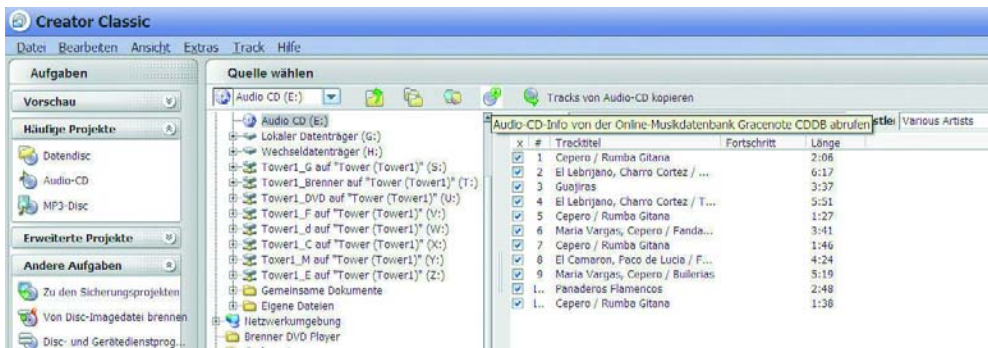 Creator Classic
Datei Bearbeiten Ansicht Extras Track Hilfe
Aufgaben
Vorschau
Häufige Projekte
Datendisc
Audio-CD
MP3-Disc
Erweiterte Projekte
Andere Aufgaben
Zu den Sicherungsprojekten
Von Disc-Imagedatei brennen
Disc- und Gerätedienstprog...
Quelle wählen
Audio CD (E:)
Tracks von Audio-CD kopieren
Audio CD (E:)
Lokaler Datenträger (G:)
Wechseldatenträger (H:)
Tower1_G auf "Tower (Tower1)" (S:)
Tower1_Brenner auf "Tower (Tower1)" (T:)
Tower1_DVD auf "Tower (Tower1)" (U:)
Tower1_F auf "Tower (Tower1)" (V:)
Tower1_d auf "Tower (Tower1)" (W:)
Tower1_C auf "Tower (Tower1)" (X:)
Toxer1_M auf "Tower (Tower1)" (Y:)
Tower1_E auf "Tower (Tower1)" (Z:)
Gemeinsame Dokumente
Eigene Dateien
Netzwerkumgebung
Brenner DVD Player
Audio-CD-Info von der Online-Musikdatenbank Gracenote CDDB abrufen
stler Various Artists
x # Tracktitel Fortschritt Länge
1 Cepero / Rumba Gitana 2:06
2 El Lebrijano, Charro Cortez / ... 6:17
3 Guajiras 3:37
4 El Lebrijano, Charro Cortez / T... 5:51
5 Cepero / Rumba Gitana 1:27
6 Maria Vargas, Cepero / Fanda... 3:41
7 Cepero / Rumba Gitana 1:46
8 El Camaron, Paco de Lucia / F... 4:24
9 Maria Vargas, Cepero / Bulerias 5:19
1.. Panaderos Flamencos 2:48
1.. Cepero / Rumba Gitana 1:38